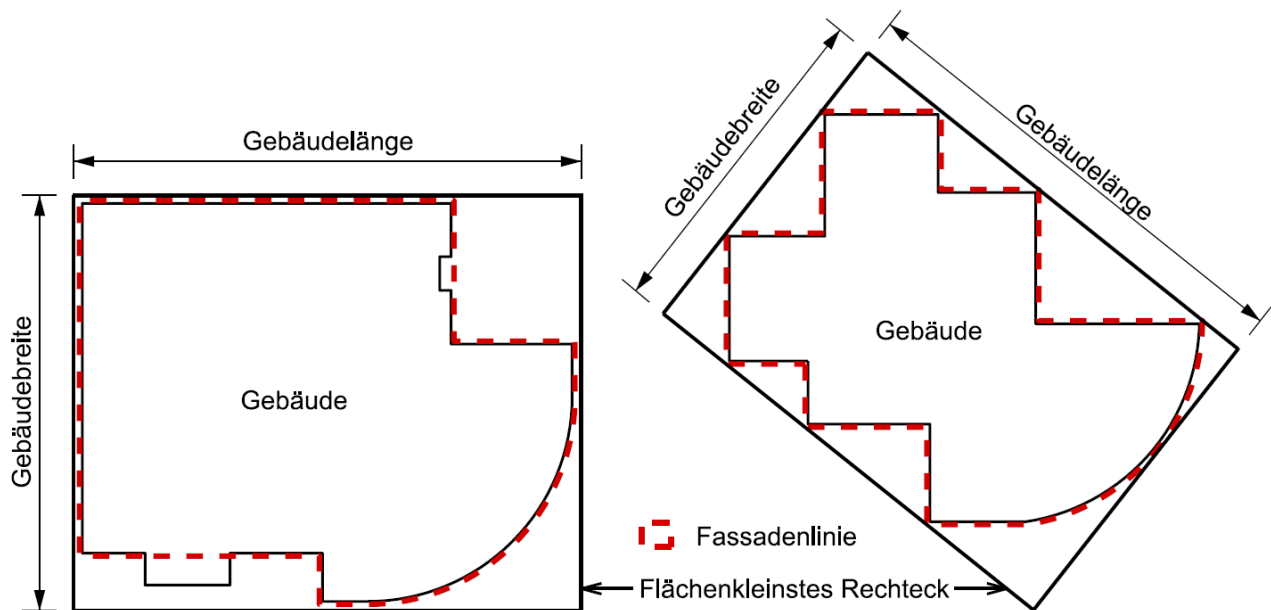 Gebäudelänge
Gebäudebreite
Gebäude
Gebäudebreite
Gebäudelänge
Gebäude
Fassadenlinie
Flächenkleinstes Rechteck